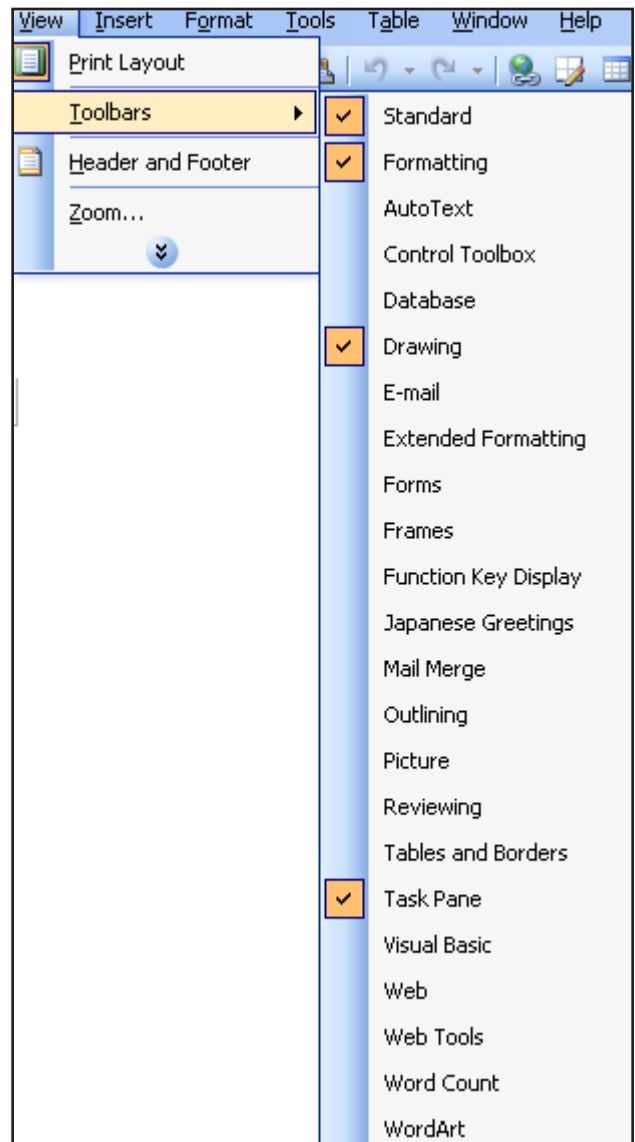 View Insert Format Tools Table Window Help
Print Layout
Toolbars
Header and Footer
Zoom...
Standard
Formatting
AutoText
Control Toolbox
Database
Drawing
E-mail
Extended Formatting
Forms
Frames
Function Key Display
Japanese Greetings
Mail Merge
Outlining
Picture
Reviewing
Tables and Borders
Task Pane
Visual Basic
Web
Web Tools
Word Count
WordArt